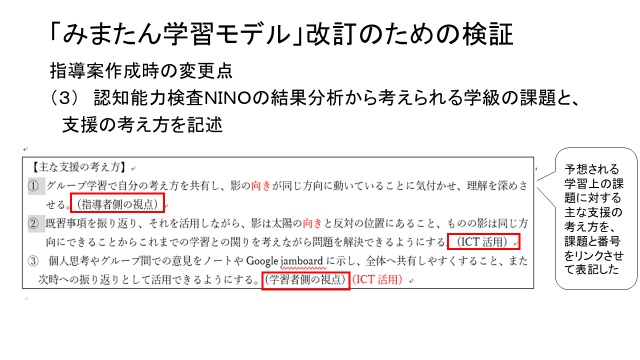 「みまたん学習モデル」改訂のための検証
指導案作成時の変更点
（３）　認知能力検査NINOの結果分析から考えられる学級の課題と、
支援の考え方を記述
【主な支援の考え方】
① グループ学習で自分の考え方を共有し、影の向きが同じ方向に動いていることに気付かせ、理解を深めさ
せる。（指導者側の視点）
② 既習事項を振り返り、それを活用しながら、影は太陽の向きと反対の位置にあること、ものの影は同じ方
向にできることからこれまでの学習との関りを考えながら問題を解決できるようにする。（ICT 活用）
③ 個人思考やグループ間での意見をノートや Google jamboard に示し、全体へ共有しやすくすること、また
次時への振り返りとして活用できるようにする。（学習者側の視点）（ICT 活用）
予想される
学習上の課
題に対する
主な支援の
考え方を、
課題と番号
をリンクさせ
て表記した